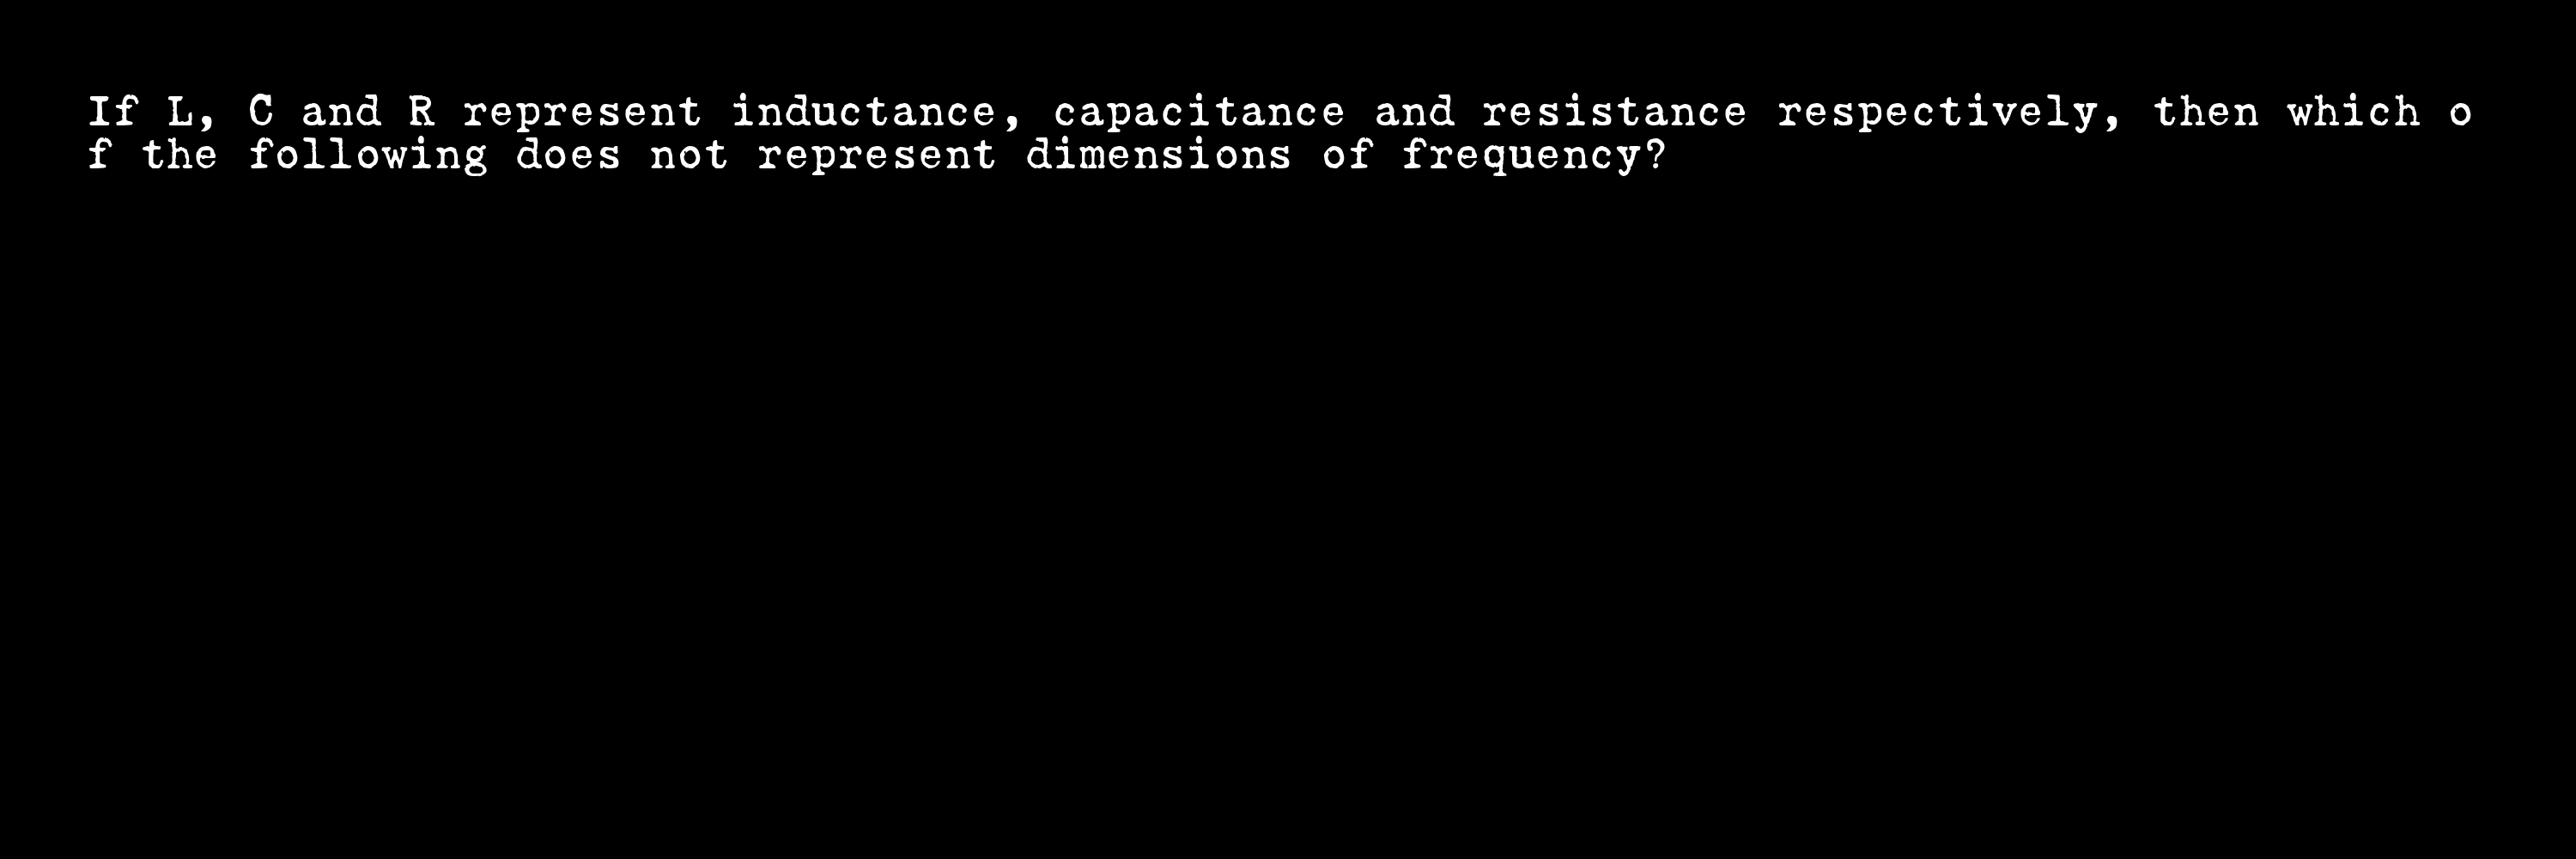 If L, C and R represent inductance, capacitance and resistance respectively, then which o
f the following does not represent dimensions of frequency?